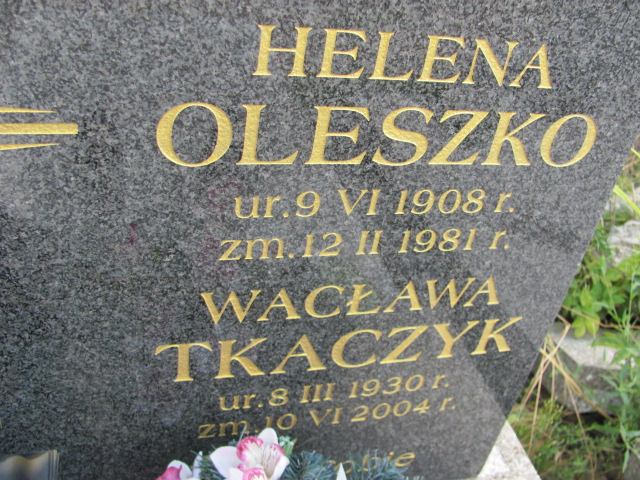 HELENA
OLESZKO
ur. 9 VI 1908 r.
zm. 12 II 1981 r.
WACŁAWA
TKACZYK
ur. 8 III 1930 r.
zm. 10 VI 2004 r.